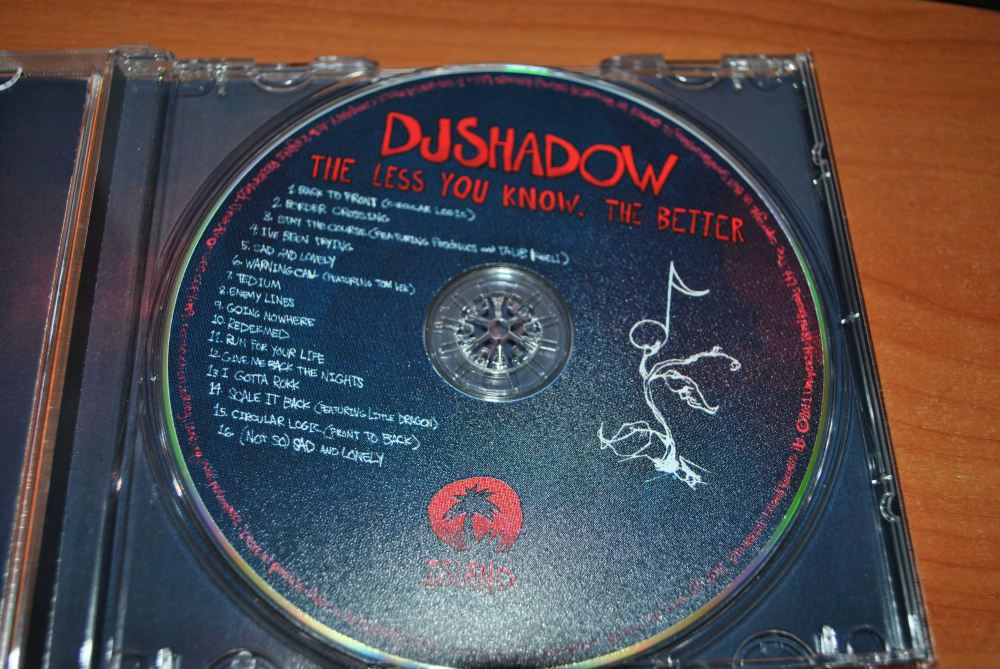 DJSHADOW
THE LESS YOU KNOW, THE BETTER
1. BACK TO FRONT (CIRCULAR LOGIC)
2. BORDER CROSSING
3. STAY THE COURSE (FEATURING POSDNUOS AND TALIB KWELI)
4. I'VE BEEN TRYING
5. SAD AND LONELY
6. WARNING CALL (FEATURING TOM VEK)
7. TEDIUM
8. ENEMY LINES
9. GOING NOWHERE
10. REDEEMED
11. RUN FOR YOUR LIFE
12. GIVE ME BACK THE NIGHTS
13. I GOTTA ROKK
14. SCALE IT BACK (FEATURING LITTLE DRAGON)
15. CIRCULAR LOGIC (FRONT TO BACK)
16. (NOT SO) SAD AND LONELY
ISLAND